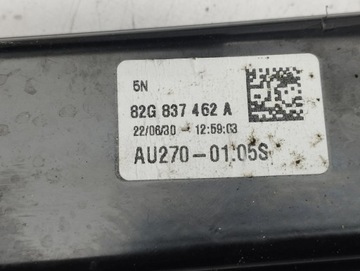 5N
82G 837 462 A
22/06/30 - 12:59:03
AU270-01:05S